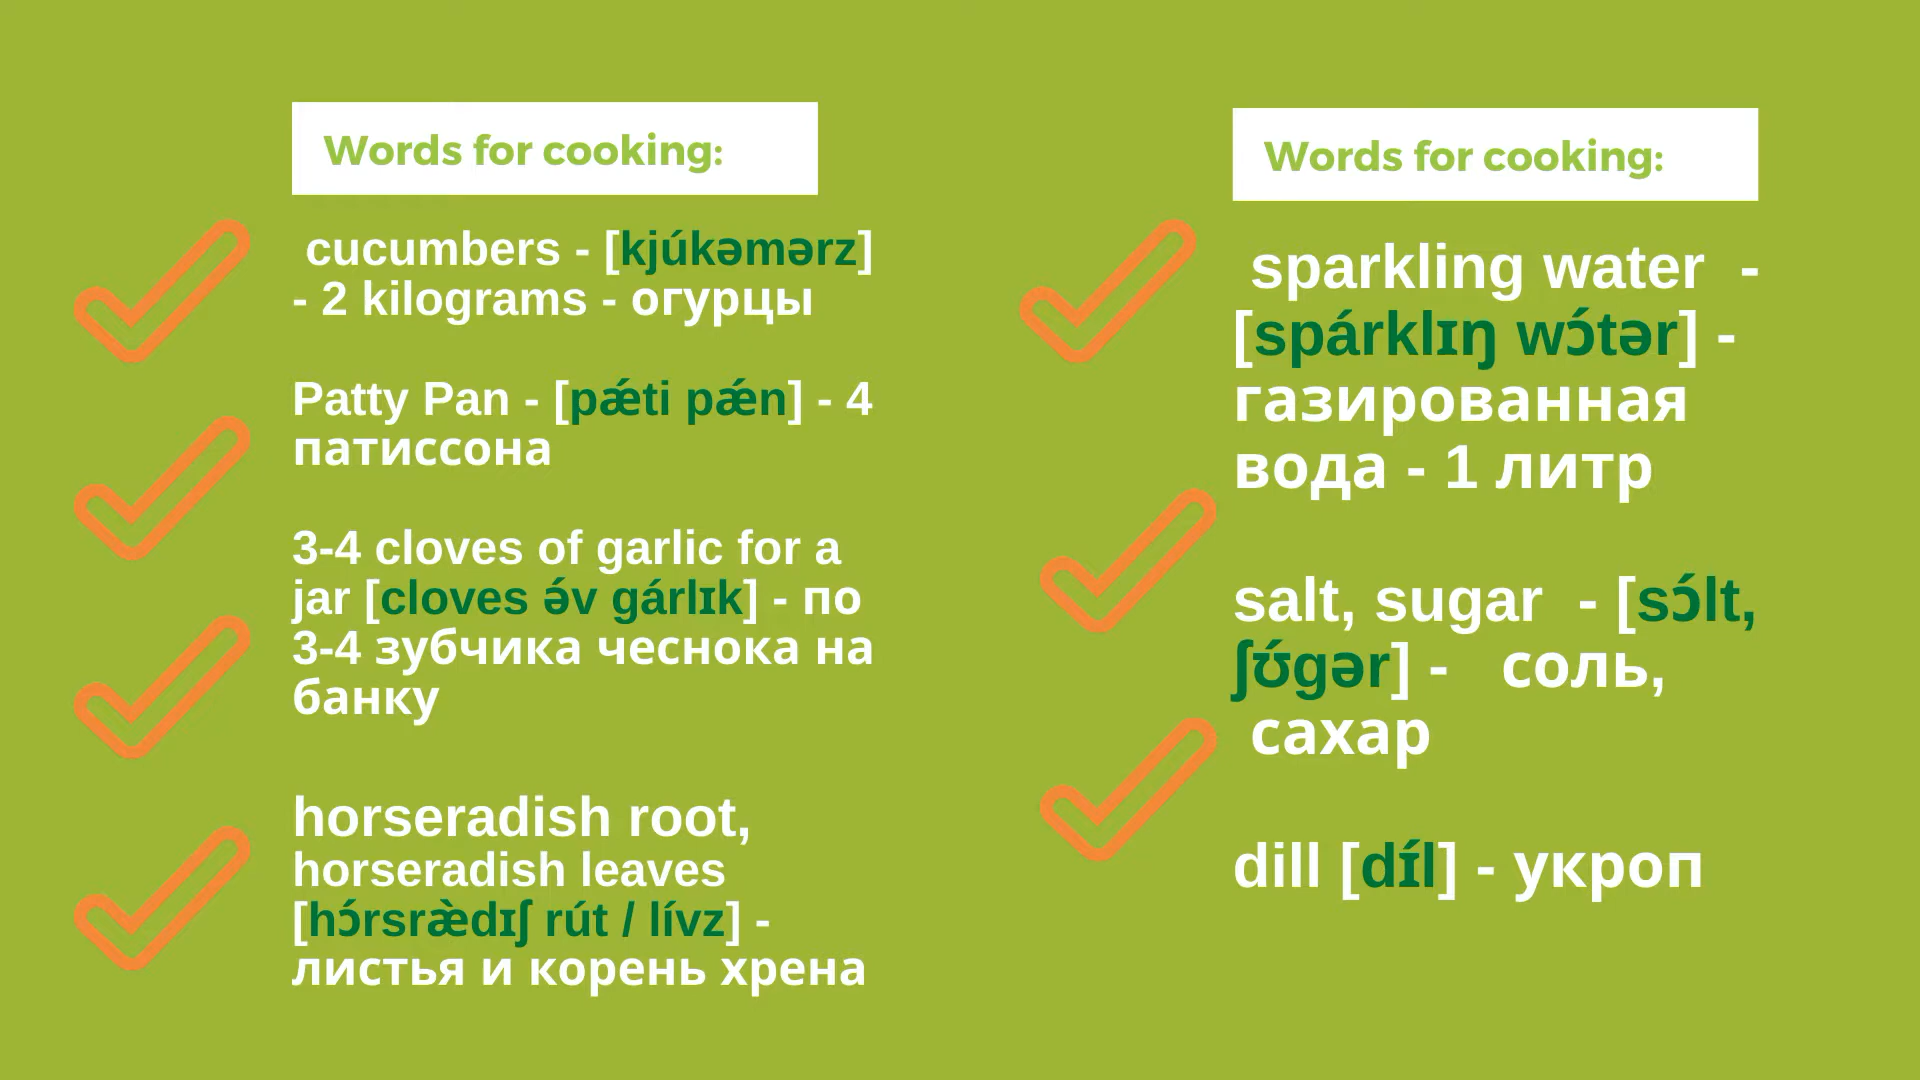 Words for cooking:
cucumbers - [kjúkəmərz]
- 2 kilograms - огурцы
Patty Pan - [pǽti pǽn] - 4
патиссона
3-4 cloves of garlic for a
jar [cloves ə́v gárlɪk] - по
3-4 зубчика чеснока на
банку
horseradish root,
horseradish leaves
[hɔ́rsræ̀dɪʃ rút / lívz] -
листья и корень хрена
Words for cooking:
sparkling water -
[spárklɪŋ wɔ́tər] -
газированная
вода - 1 литр
salt, sugar - [sɔ́lt,
ʃʊ́gər] - соль,
сахар
dill [dɪ́l] - укроп